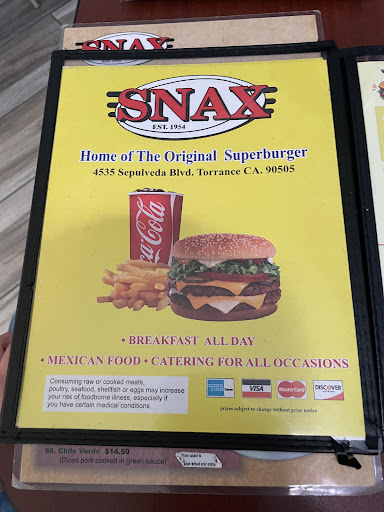 SNAX
SNAX
EST. 1954
Home of The Original Superburger
4535 Sepulveda Blvd. Torrance CA. 90505
Coca-Cola
• BREAKFAST ALL DAY
• MEXICAN FOOD • CATERING FOR ALL OCCASIONS
Consuming raw or cooked meats,
poultry, seafood, shellfish or eggs may increase
your risk of foodborne illness, especially if
you have certain medical conditions.
VISA
MasterCard
DISCOVER
prices subject to change without prior notice
66. Chile Verde $14.50
(Diced pork cooked in green sauce)